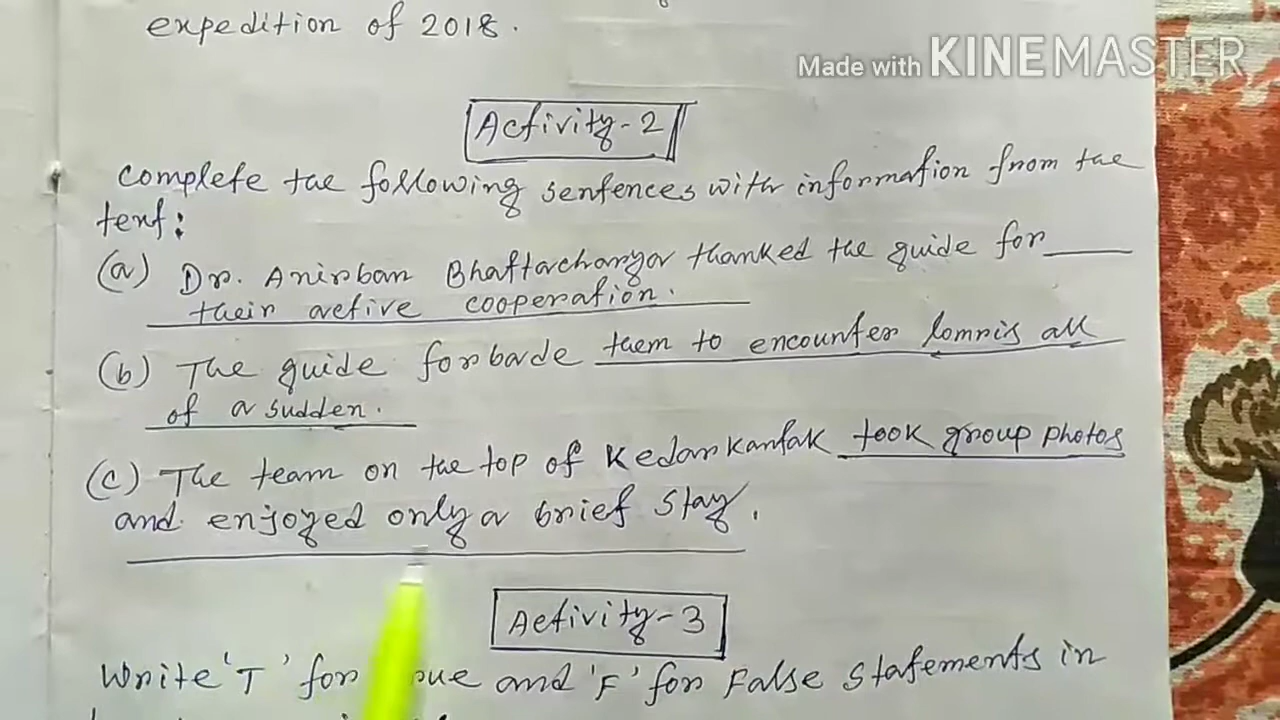 expedition of 2018.
Made with KINEMASTER
Activity-2
Complete the following sentences with information from the
text:
(a) Dr. Anirban Bhattacharya thanked the guide for
their active cooperation.
(b) The guide forbade them to encounter lomris all
of a sudden.
(c) The team on the top of Kedarkantak took group photos
and enjoyed only a brief stay.
Activity-3
Write 'T' for and 'F' for False statements in